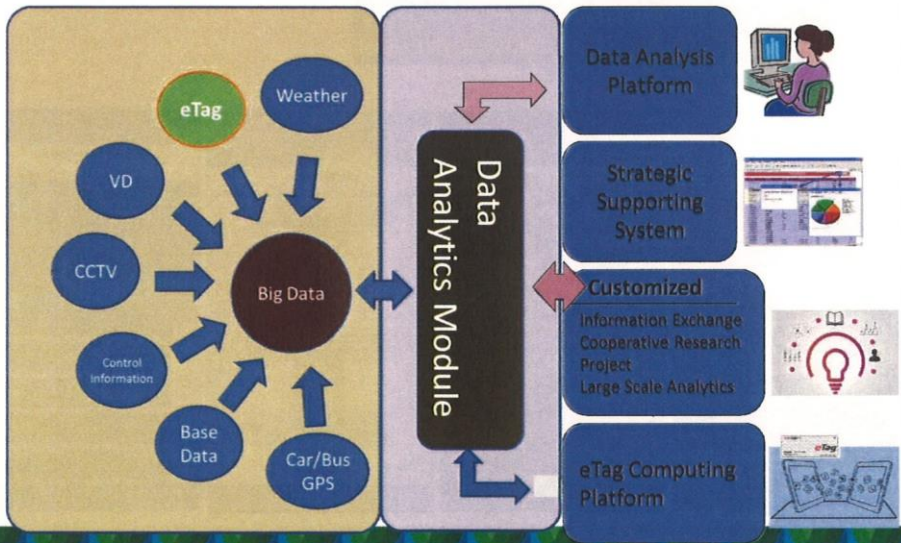 eTag
Weather
VD
CCTV
Control
Information
Base
Data
Car/Bus
GPS
Big Data
Data
Analytics Module
Data Analysis
Platform
Strategic
Supporting
System
Customized
Information Exchange
Cooperative Research
Project
Large Scale Analytics
eTag Computing
Platform
eTag